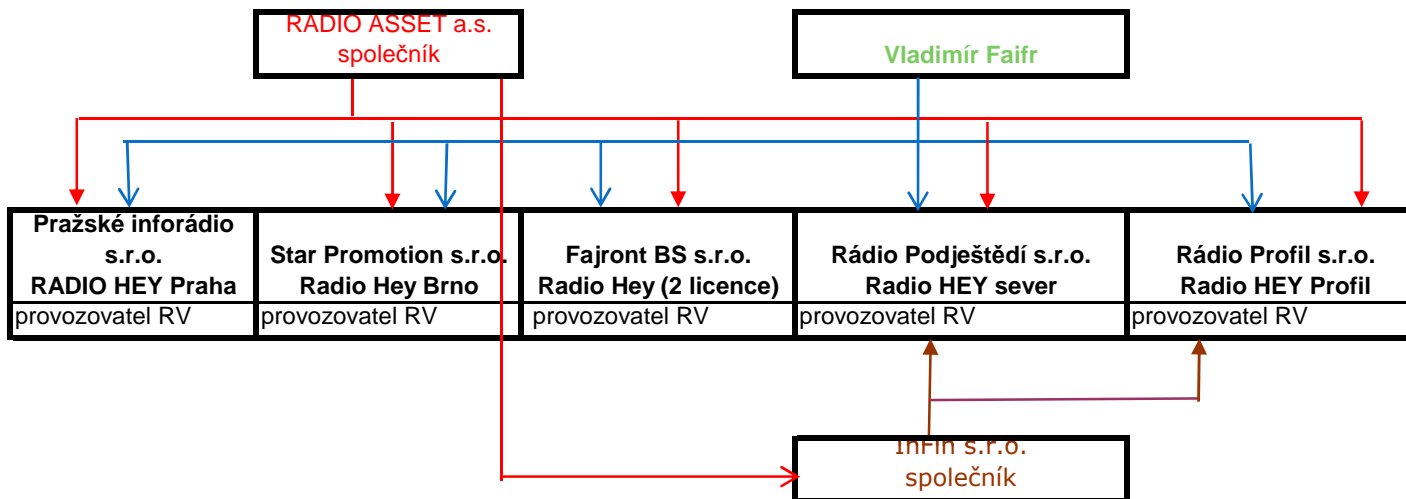 RADIO ASSET a.s.
společník
Vladimír Faifr
Pražské inforádio
s.r.o.
RADIO HEY Praha
Star Promotion s.r.o.
Radio Hey Brno
Fajront BS s.r.o.
Radio Hey (2 licence)
Rádio Podještědí s.r.o.
Radio HEY sever
Rádio Profil s.r.o.
Radio HEY Profil
provozovatel RV
provozovatel RV
provozovatel RV
provozovatel RV
provozovatel RV
InFin s.r.o.
společník